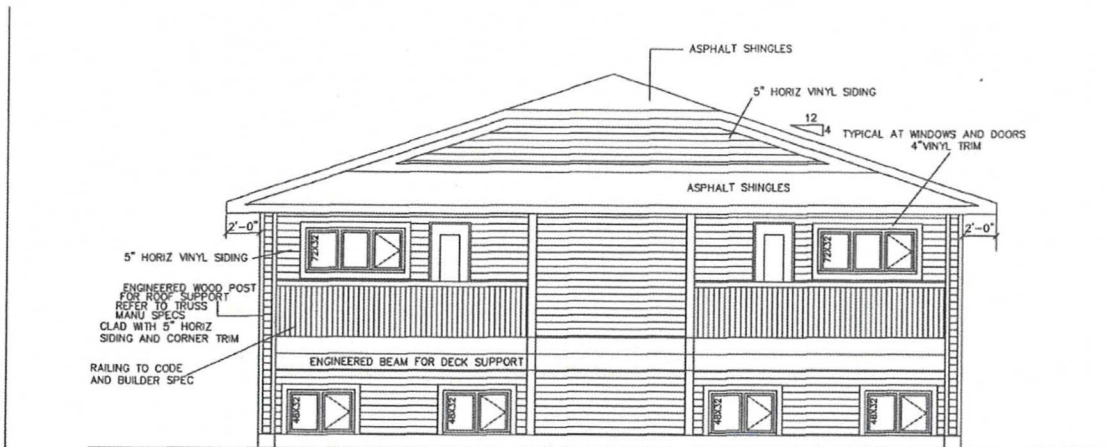 ASPHALT SHINGLES
5" HORIZ VINYL SIDING
12
4
TYPICAL AT WINDOWS AND DOORS
4"VINYL TRIM
ASPHALT SHINGLES
2'-0"
2'-0"
72X32
72X32
5" HORIZ VINYL SIDING
ENGINEERED WOOD POST
FOR ROOF SUPPORT
REFER TO TRUSS
MANU SPECS
CLAD WITH 5" HORIZ
SIDING AND CORNER TRIM
RAILING TO CODE
AND BUILDER SPEC
ENGINEERED BEAM FOR DECK SUPPORT
48X32
48X32
48X32
48X32